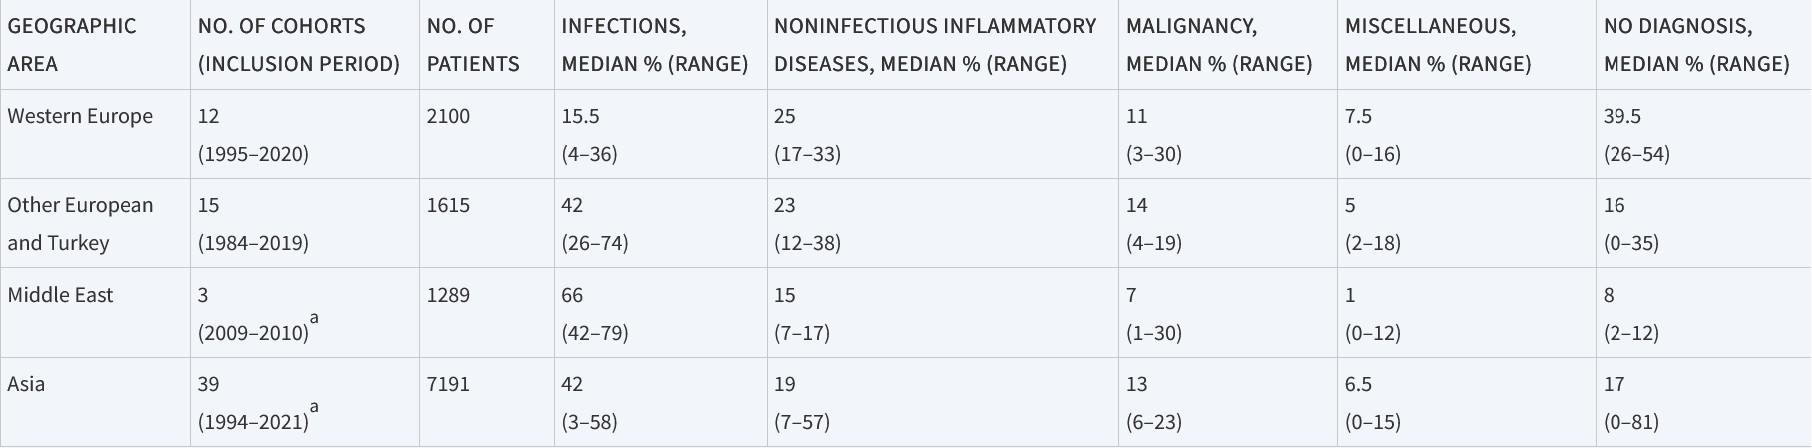 GEOGRAPHIC AREA | NO. OF COHORTS (INCLUSION PERIOD) | NO. OF PATIENTS | INFECTIONS, MEDIAN % (RANGE) | NONINFECTIOUS INFLAMMATORY DISEASES, MEDIAN % (RANGE) | MALIGNANCY, MEDIAN % (RANGE) | MISCELLANEOUS, MEDIAN % (RANGE) | NO DIAGNOSIS, MEDIAN % (RANGE)
Western Europe | 12 (1995–2020) | 2100 | 15.5 (4–36) | 25 (17–33) | 11 (3–30) | 7.5 (0–16) | 39.5 (26–54)
Other European and Turkey | 15 (1984–2019) | 1615 | 42 (26–74) | 23 (12–38) | 14 (4–19) | 5 (2–18) | 16 (0–35)
Middle East | 3 (2009–2010)a | 1289 | 66 (42–79) | 15 (7–17) | 7 (1–30) | 1 (0–12) | 8 (2–12)
Asia | 39 (1994–2021)a | 7191 | 42 (3–58) | 19 (7–57) | 13 (6–23) | 6.5 (0–15) | 17 (0–81)